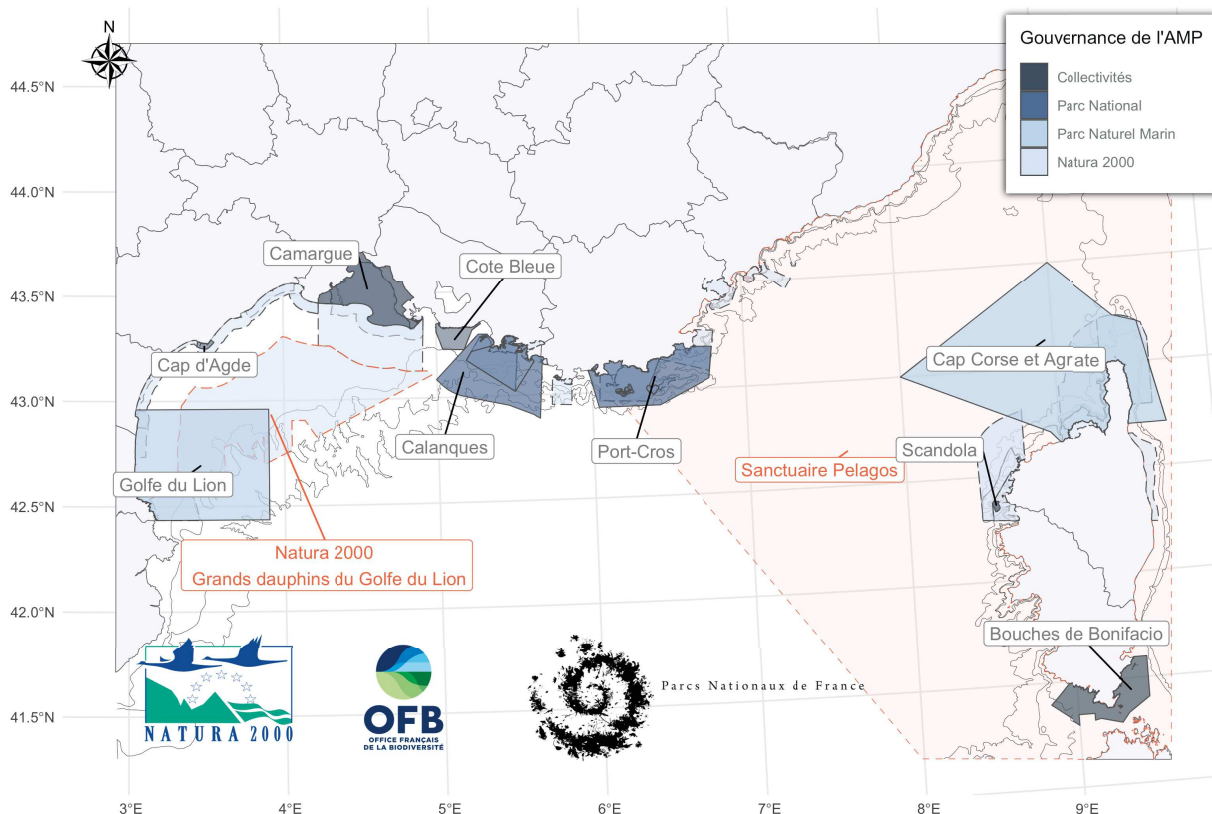 N
Gouvernance de l'AMP
Collectivités
Parc National
Parc Naturel Marin
Natura 2000
44.5°N
44.0°N
43.5°N
43.0°N
42.5°N
42.0°N
41.5°N
Camargue
Cote Bleue
Cap d'Agde
Cap Corse et Agrate
Calanques
Port-Cros
Scandola
Sanctuaire Pelagos
Golfe du Lion
Natura 2000
Grands dauphins du Golfe du Lion
Bouches de Bonifacio
NATURA 2000
OFB
OFFICE FRANÇAIS
DE LA BIODIVERSITÉ
Parcs Nationaux de France
3°E
4°E
5°E
6°E
7°E
8°E
9°E